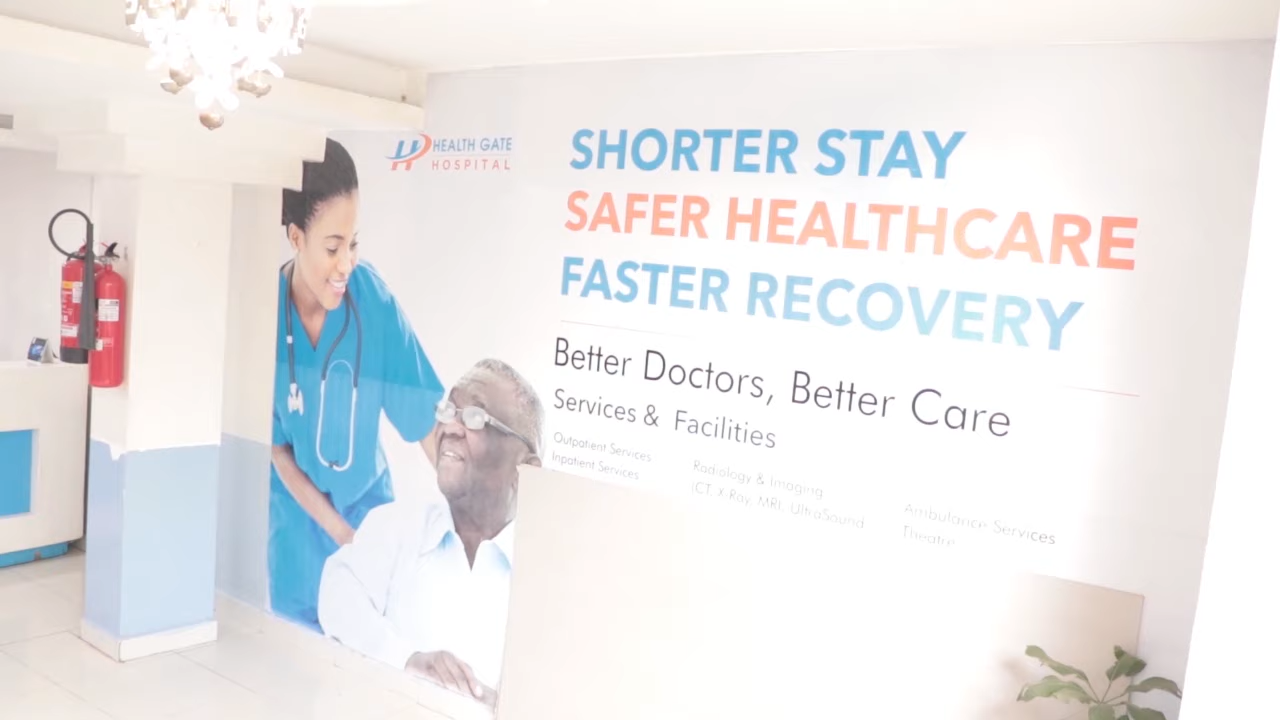 HEALTH GATE
HOSPITAL
SHORTER STAY
SAFER HEALTHCARE
FASTER RECOVERY
Better Doctors, Better Care
Services & Facilities
Outpatient Services
Inpatient Services
Radiology & Imaging
(CT, X-Ray, MRI, UltraSound
Ambulance Services
Theatre